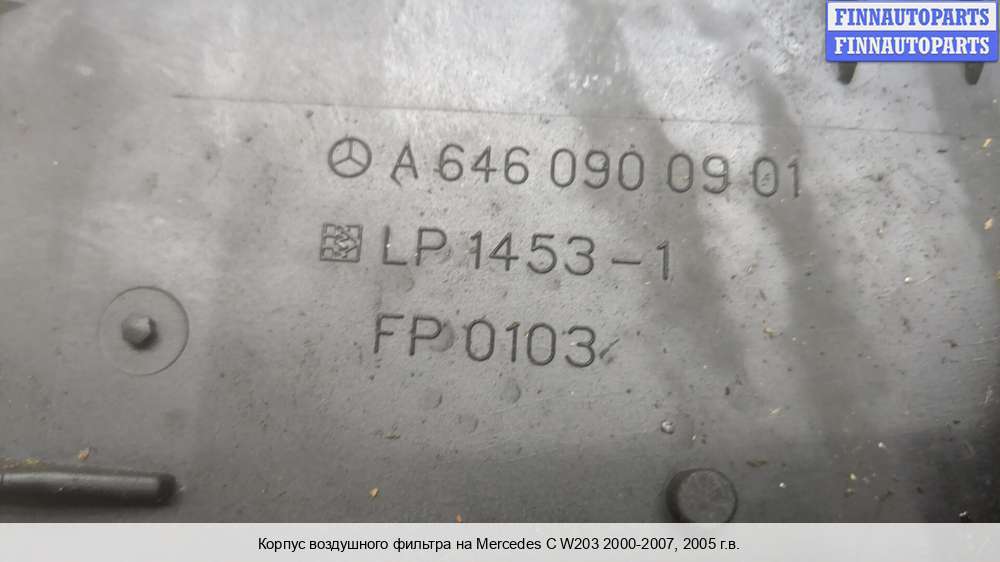 FINNAUTOPARTS
FINNAUTOPARTS
A 646 090 09 01
LP 1453-1
FP 0103
Корпус воздушного фильтра на Mercedes C W203 2000-2007, 2005 г.в.